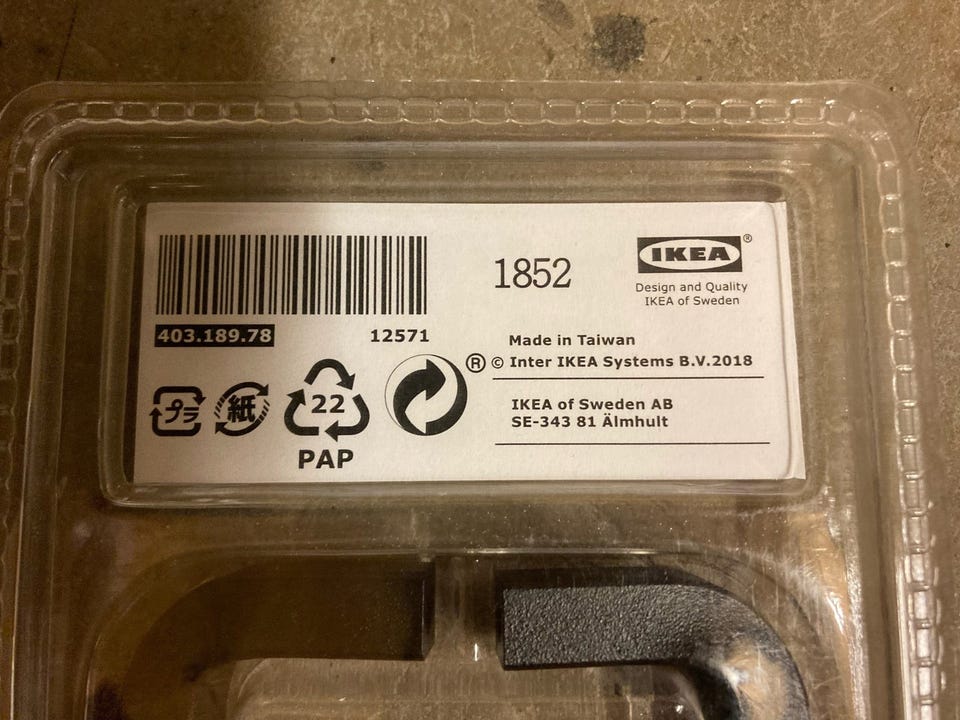 1852
IKEA®
Design and Quality
IKEA of Sweden
403.189.78
12571
Made in Taiwan
© Inter IKEA Systems B.V.2018
プラ
紙
22
PAP
®
IKEA of Sweden AB
SE-343 81 Älmhult